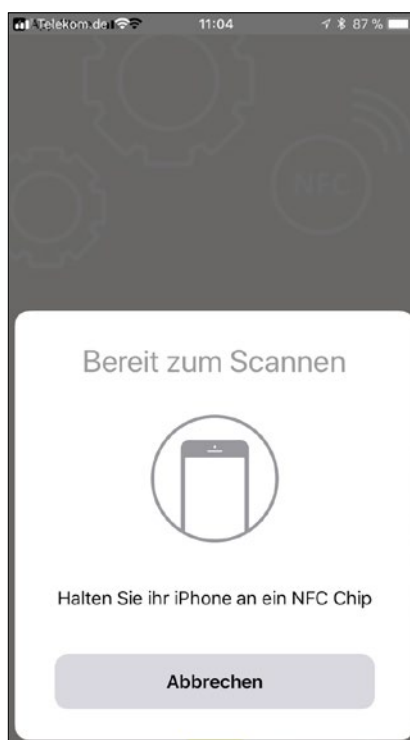 Telekom.de 11:04 87 %
NFC
Bereit zum Scannen
Halten Sie ihr iPhone an ein NFC Chip
Abbrechen